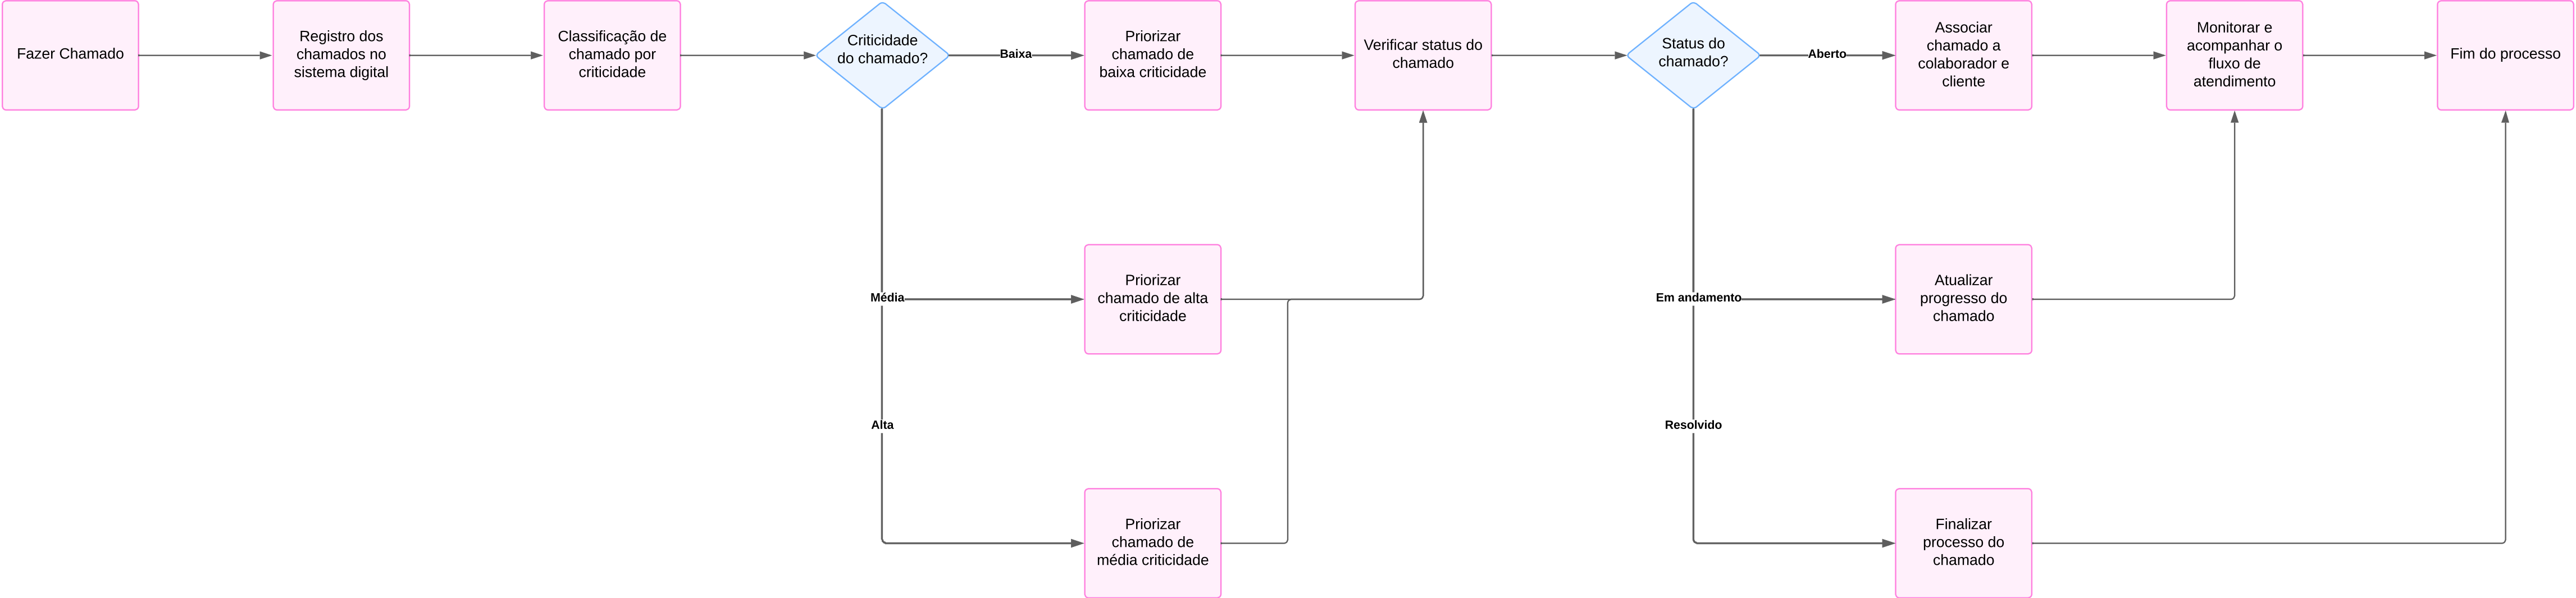 Fazer Chamado
Registro dos
chamados no
sistema digital
Classificação de
chamado por
criticidade
Criticidade
do chamado?
Baixa
Priorizar
chamado de
baixa criticidade
Verificar status do
chamado
Status do
chamado?
Aberto
Associar
chamado a
colaborador e
cliente
Monitorar e
acompanhar o
fluxo de
atendimento
Fim do processo
Média
Priorizar
chamado de alta
criticidade
Em andamento
Atualizar
progresso do
chamado
Alta
Resolvido
Priorizar
chamado de
média criticidade
Finalizar
processo do
chamado